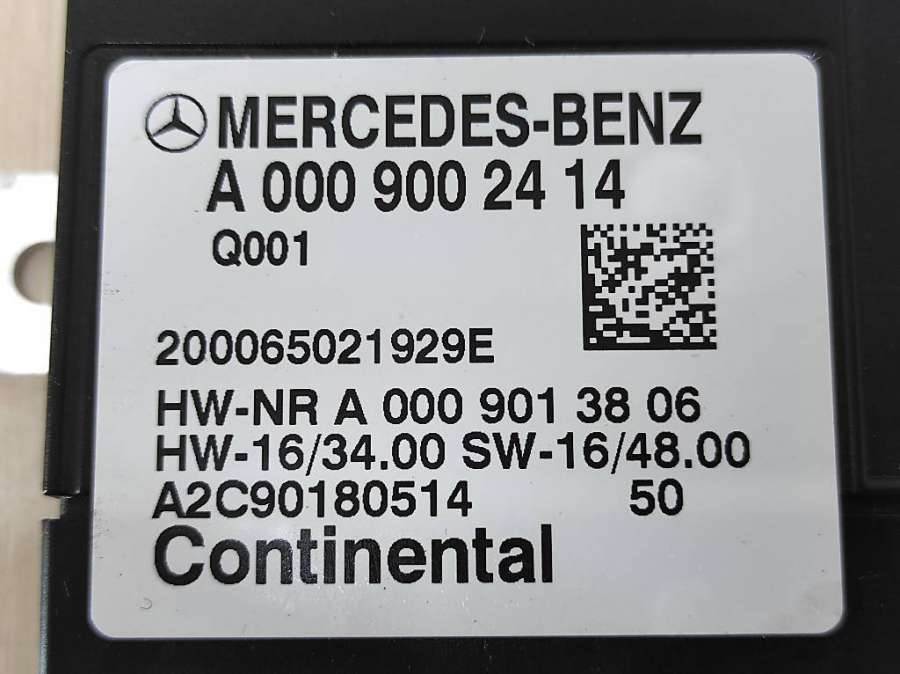 MERCEDES-BENZ
A 000 900 24 14
Q001
200065021929E
HW-NR A 000 901 38 06
HW-16/34.00 SW-16/48.00
A2C90180514 50
Continental